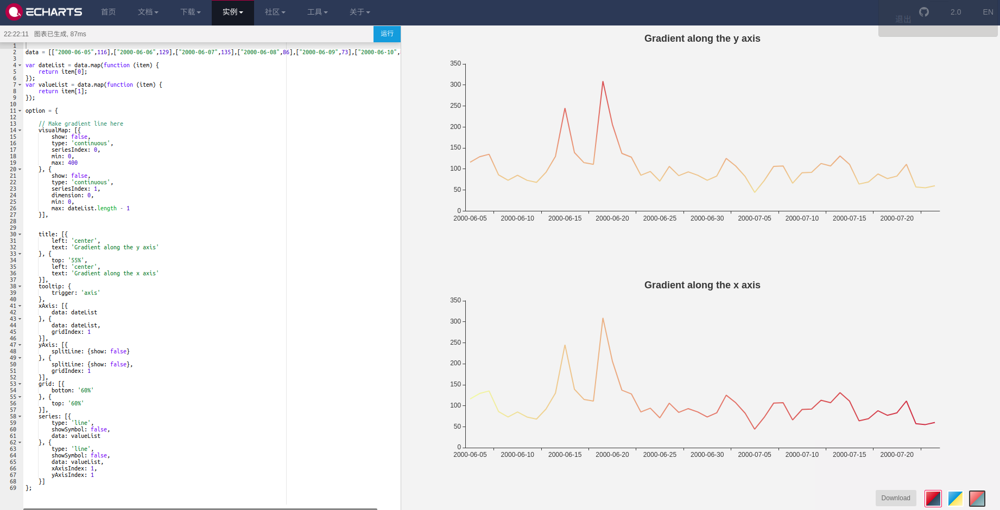 ECHARTS 首页 文档 下载 实例 社区 工具 关于 退出 2.0 EN
22:22:11 图表已生成, 87ms 运行
1
2 data = [["2000-06-05",116],["2000-06-06",129],["2000-06-07",135],["2000-06-08",86],["2000-06-09",73],["2000-06-10",
3
4 var dateList = data.map(function (item) {
5     return item[0];
6 });
7 var valueList = data.map(function (item) {
8     return item[1];
9 });
10
11 option = {
12
13     // Make gradient line here
14     visualMap: [{
15         show: false,
16         type: 'continuous',
17         seriesIndex: 0,
18         min: 0,
19         max: 400
20     }, {
21         show: false,
22         type: 'continuous',
23         seriesIndex: 1,
24         dimension: 0,
25         min: 0,
26         max: dateList.length - 1
27     }],
28
29
30     title: [{
31         left: 'center',
32         text: 'Gradient along the y axis'
33     }, {
34         top: '55%',
35         left: 'center',
36         text: 'Gradient along the x axis'
37     }],
38     tooltip: {
39         trigger: 'axis'
40     },
41     xAxis: [{
42         data: dateList
43     }, {
44         data: dateList,
45         gridIndex: 1
46     }],
47     yAxis: [{
48         splitLine: {show: false}
49     }, {
50         splitLine: {show: false},
51         gridIndex: 1
52     }],
53     grid: [{
54         bottom: '60%'
55     }, {
56         top: '60%'
57     }],
58     series: [{
59         type: 'line',
60         showSymbol: false,
61         data: valueList
62     }, {
63         type: 'line',
64         showSymbol: false,
65         data: valueList,
66         xAxisIndex: 1,
67         yAxisIndex: 1
68     }]
69 };
Gradient along the y axis
350
300
250
200
150
100
50
0
2000-06-05 2000-06-10 2000-06-15 2000-06-20 2000-06-25 2000-06-30 2000-07-05 2000-07-10 2000-07-15 2000-07-20
Gradient along the x axis
350
300
250
200
150
100
50
0
2000-06-05 2000-06-10 2000-06-15 2000-06-20 2000-06-25 2000-06-30 2000-07-05 2000-07-10 2000-07-15 2000-07-20
Download